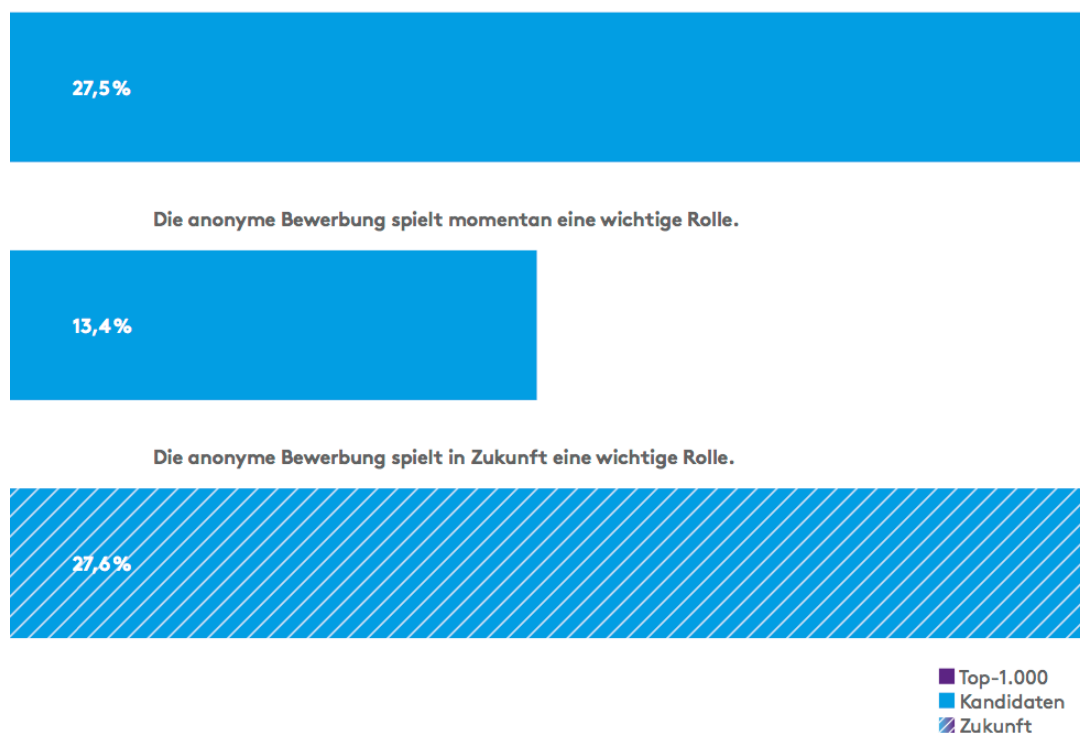 27,5 %
Die anonyme Bewerbung spielt momentan eine wichtige Rolle.
13,4 %
Die anonyme Bewerbung spielt in Zukunft eine wichtige Rolle.
27,6 %
Top-1.000
Kandidaten
Zukunft